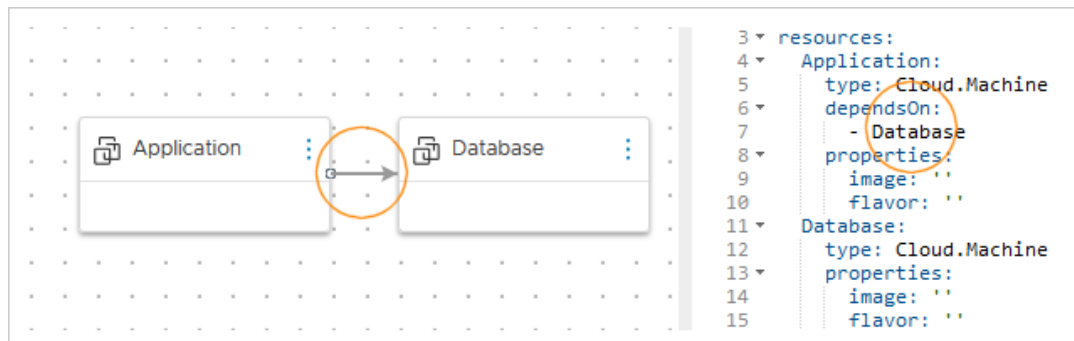 Application
Database
3 resources:
4 Application:
5 type: Cloud.Machine
6 dependsOn:
7 - Database
8 properties:
9 image: ''
10 flavor: ''
11 Database:
12 type: Cloud.Machine
13 properties:
14 image: ''
15 flavor: ''